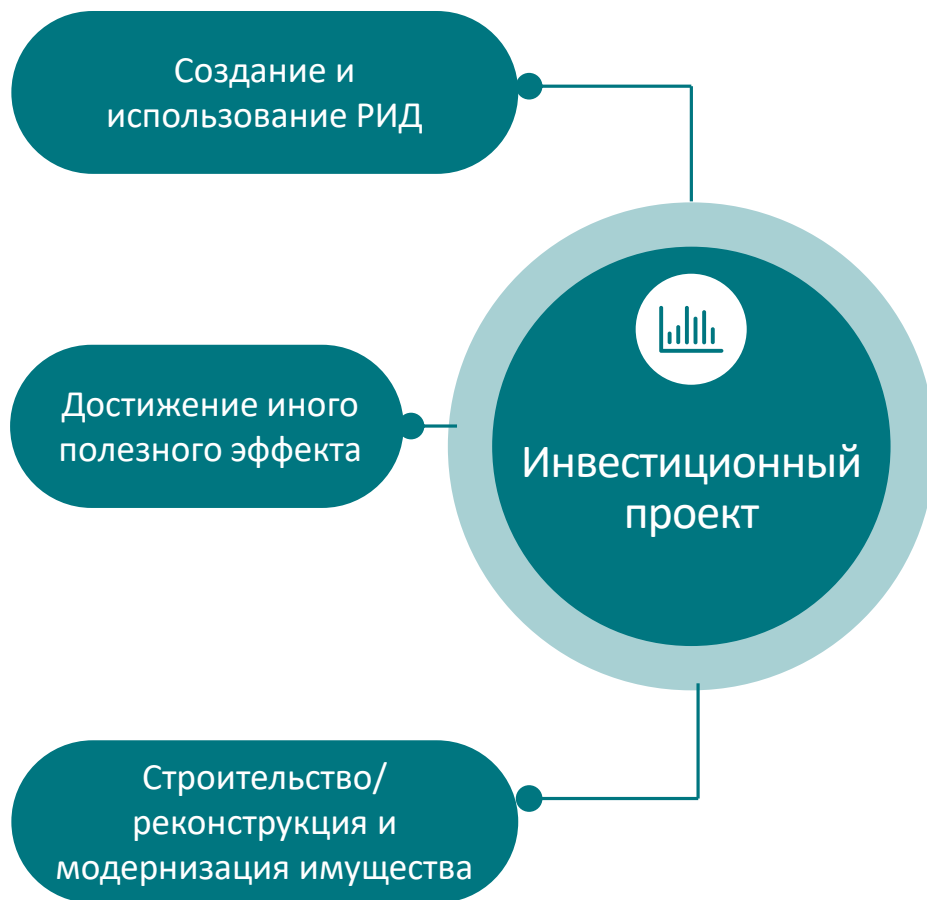 Создание и
использование РИД
Достижение иного
полезного эффекта
Инвестиционный
проект
Строительство/
реконструкция и
модернизация имущества